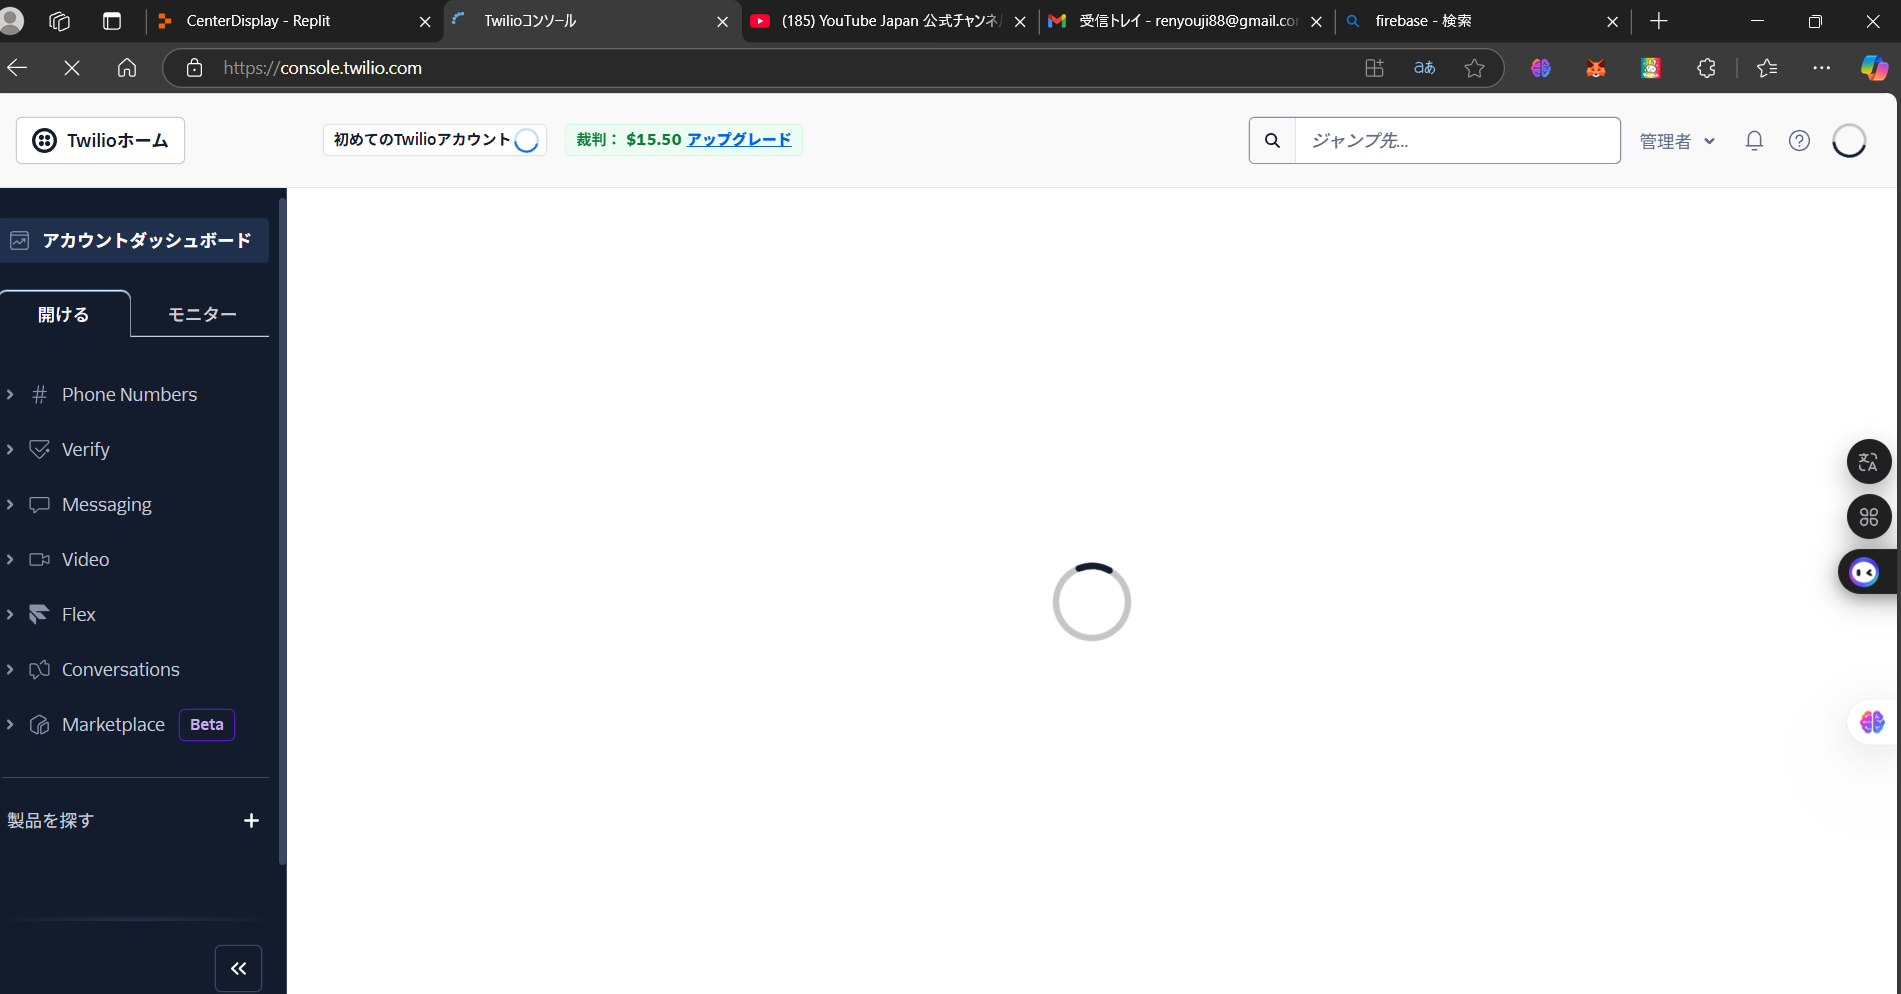 CenterDisplay - Replit
Twilioコンソール
(185) YouTube Japan 公式チャンネル
受信トレイ - renyouji88@gmail.co
firebase - 検索
https://console.twilio.com
aあ
Twilioホーム
初めてのTwilioアカウント
裁判： $15.50 アップグレード
ジャンプ先...
管理者
アカウントダッシュボード
開ける
モニター
Phone Numbers
Verify
Messaging
Video
Flex
Conversations
Marketplace Beta
製品を探す